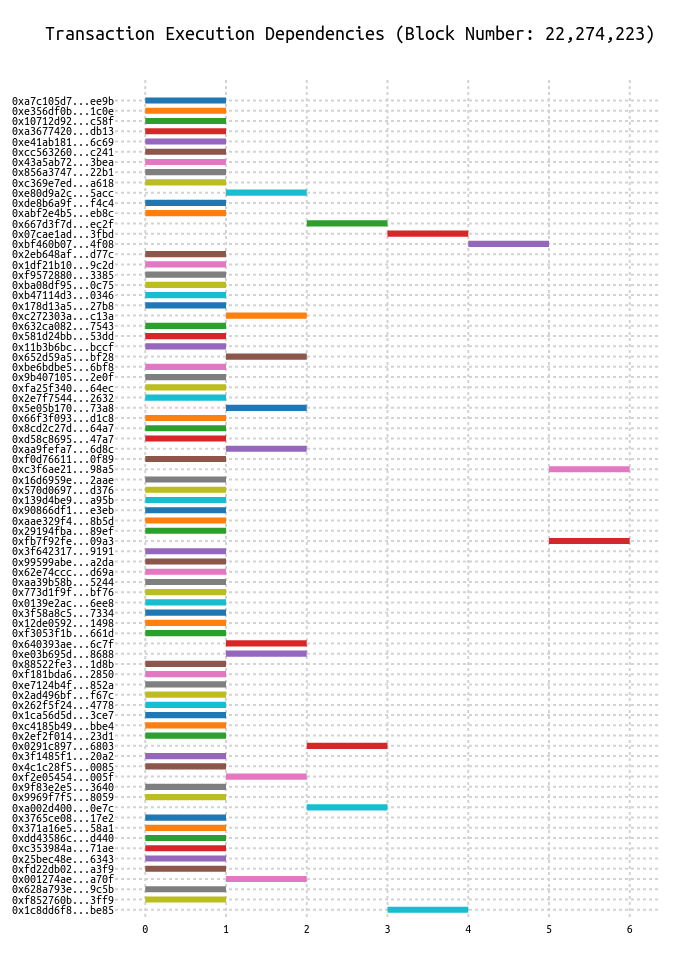 Transaction Execution Dependencies (Block Number: 22,274,223)
0xa7c105d7...ee9b
0xe356df0b...1c0e
0x10712d92...c58f
0xa3677420...db13
0xe41ab181...6c69
0xcc563260...c241
0x43a5ab72...3bea
0x856a3747...22b1
0xc369e7ed...a618
0xe80d9a2c...5acc
0xde8b6a9f...f4c4
0xabf2e4b5...eb8c
0x667d3f7d...ec2f
0x07cae1ad...3fbd
0xbf460b07...4f08
0x2eb648af...d77c
0x1df21b10...9c2d
0xf9572880...3385
0xba08df95...0c75
0xb47114d3...0346
0x178d13a5...27b8
0xc272303a...c13a
0x632ca082...7543
0x581d24bb...53dd
0x11b3b6bc...bccf
0x652d59a5...bf28
0xbe6bdbe5...6bf8
0x9b407105...2e0f
0xfa25f340...64ec
0x2e7f7544...2632
0x5e05b170...73a8
0x66f3f093...d1c8
0x8cd2c27d...64a7
0xd58c8695...47a7
0xaa9fefa7...6d8c
0xf0d76611...0f89
0xc3f6ae21...98a5
0x16d6959e...2aae
0x570d0697...d376
0x139d4be9...a95b
0x90866df1...e3eb
0xaae329f4...8b5d
0x29194fba...89ef
0xfb7f92fe...09a3
0x3f642317...9191
0x99599abe...a2da
0x62e74ccc...d69a
0xaa39b58b...5244
0x773d1f9f...bf76
0x0139e2ac...6ee8
0x3f58a8c5...7334
0x12de0592...1498
0xf3053f1b...661d
0x640393ae...6c7f
0xe03b695d...8688
0x88522fe3...1d8b
0xf181bda6...2850
0xe7124b4f...852a
0x2ad496bf...f67c
0x262f5f24...4778
0x1ca56d5d...3ce7
0xc4185b49...bbe4
0x2ef2f014...23d1
0x0291c897...6803
0x3f1485f1...20a2
0x4c1c28f5...0085
0xf2e05454...005f
0x9f83e2e5...3640
0x9969f7f5...8059
0xa002d400...0e7c
0x3765ce08...17e2
0x371a16e5...58a1
0xdd43586c...d440
0xc353984a...71ae
0x25bec48e...6343
0xfd22db02...a3f9
0x001274ae...a70f
0x628a793e...9c5b
0xf852760b...3ff9
0x1c8dd6f8...be85
0 1 2 3 4 5 6